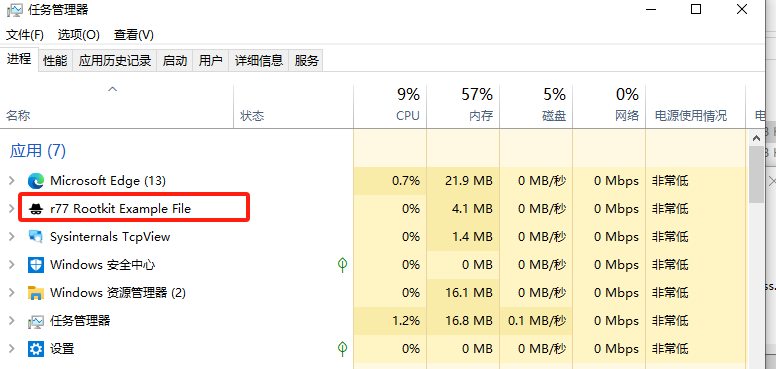 任务管理器
文件(F) 选项(O) 查看(V)
进程 性能 应用历史记录 启动 用户 详细信息 服务
9% 57% 5% 0%
名称 状态 CPU 内存 磁盘 网络 电源使用情况 电
应用 (7)
Microsoft Edge (13) 0.7% 21.9 MB 0 MB/秒 0 Mbps 非常低
r77 Rootkit Example File 0% 4.1 MB 0 MB/秒 0 Mbps 非常低
Sysinternals TcpView 0% 1.4 MB 0 MB/秒 0 Mbps 非常低
Windows 安全中心 0% 0 MB 0 MB/秒 0 Mbps 非常低
Windows 资源管理器 (2) 0% 16.1 MB 0 MB/秒 0 Mbps 非常低
任务管理器 1.2% 16.8 MB 0.1 MB/秒 0 Mbps 非常低
设置 0% 0 MB 0 MB/秒 0 Mbps 非常低